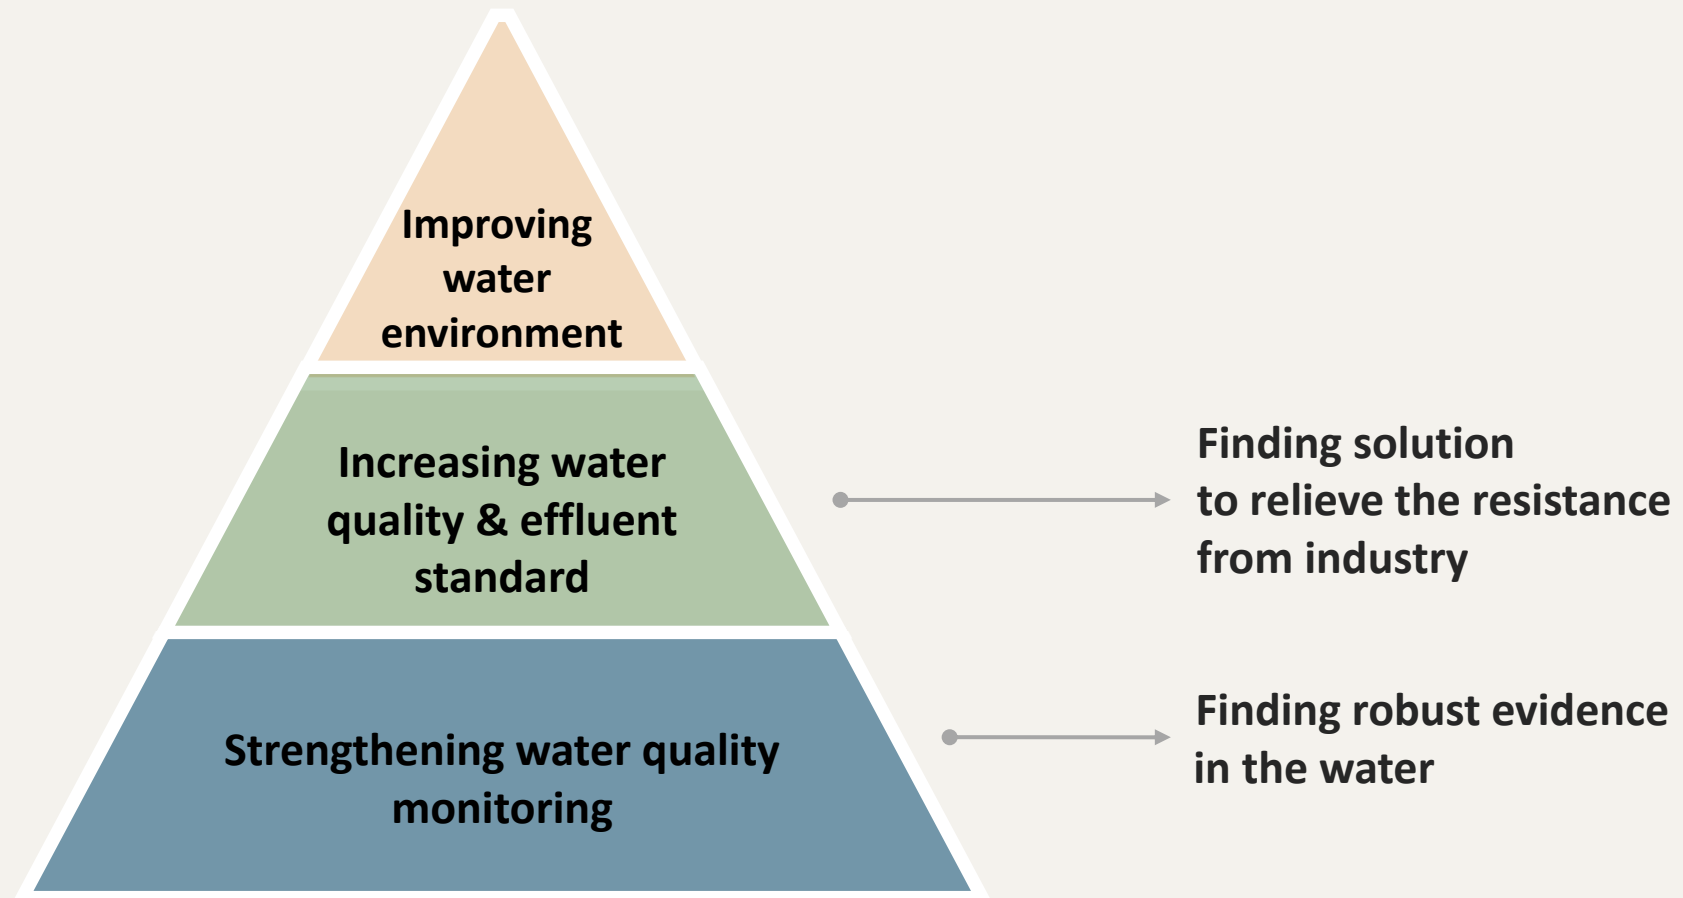 Improving
water
environment
Increasing water
quality & effluent
standard
Finding solution
to relieve the resistance
from industry
Strengthening water quality
monitoring
Finding robust evidence
in the water